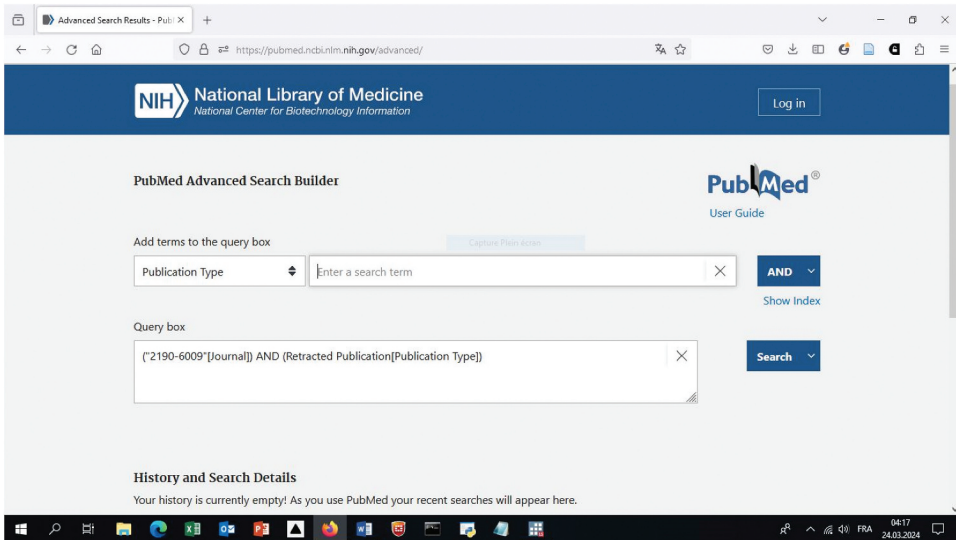 Advanced Search Results - Publ
https://pubmed.ncbi.nlm.nih.gov/advanced/
NIH
National Library of Medicine
National Center for Biotechnology Information
Log in
PubMed Advanced Search Builder
PubMed®
User Guide
Add terms to the query box
Capture Plein écran
Publication Type
Enter a search term
AND
Show Index
Query box
("2190-6009"[Journal]) AND (Retracted Publication[Publication Type])
Search
History and Search Details
Your history is currently empty! As you use PubMed your recent searches will appear here.
FRA
04:17
24.03.2024